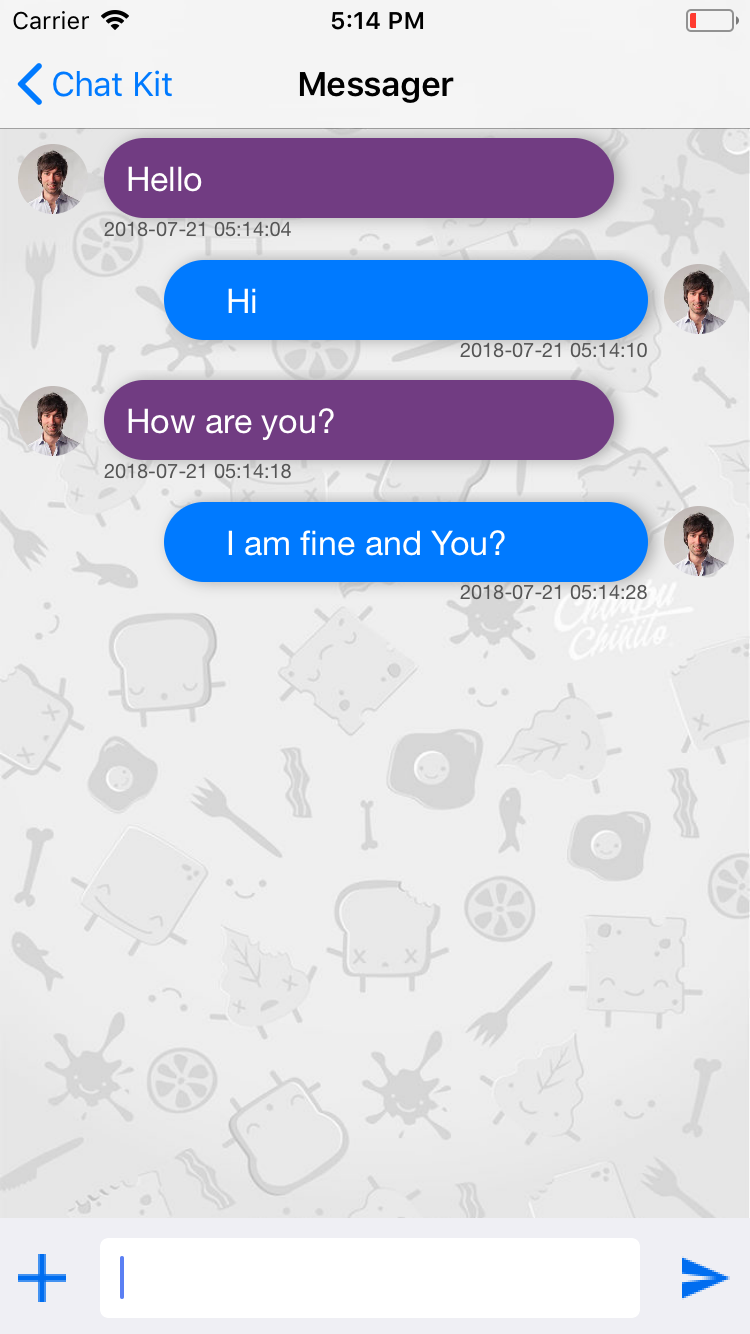 Carrier 5:14 PM
Chat Kit Messager
Hello
2018-07-21 05:14:04
Hi
2018-07-21 05:14:10
How are you?
2018-07-21 05:14:18
I am fine and You?
2018-07-21 05:14:28
Chinito